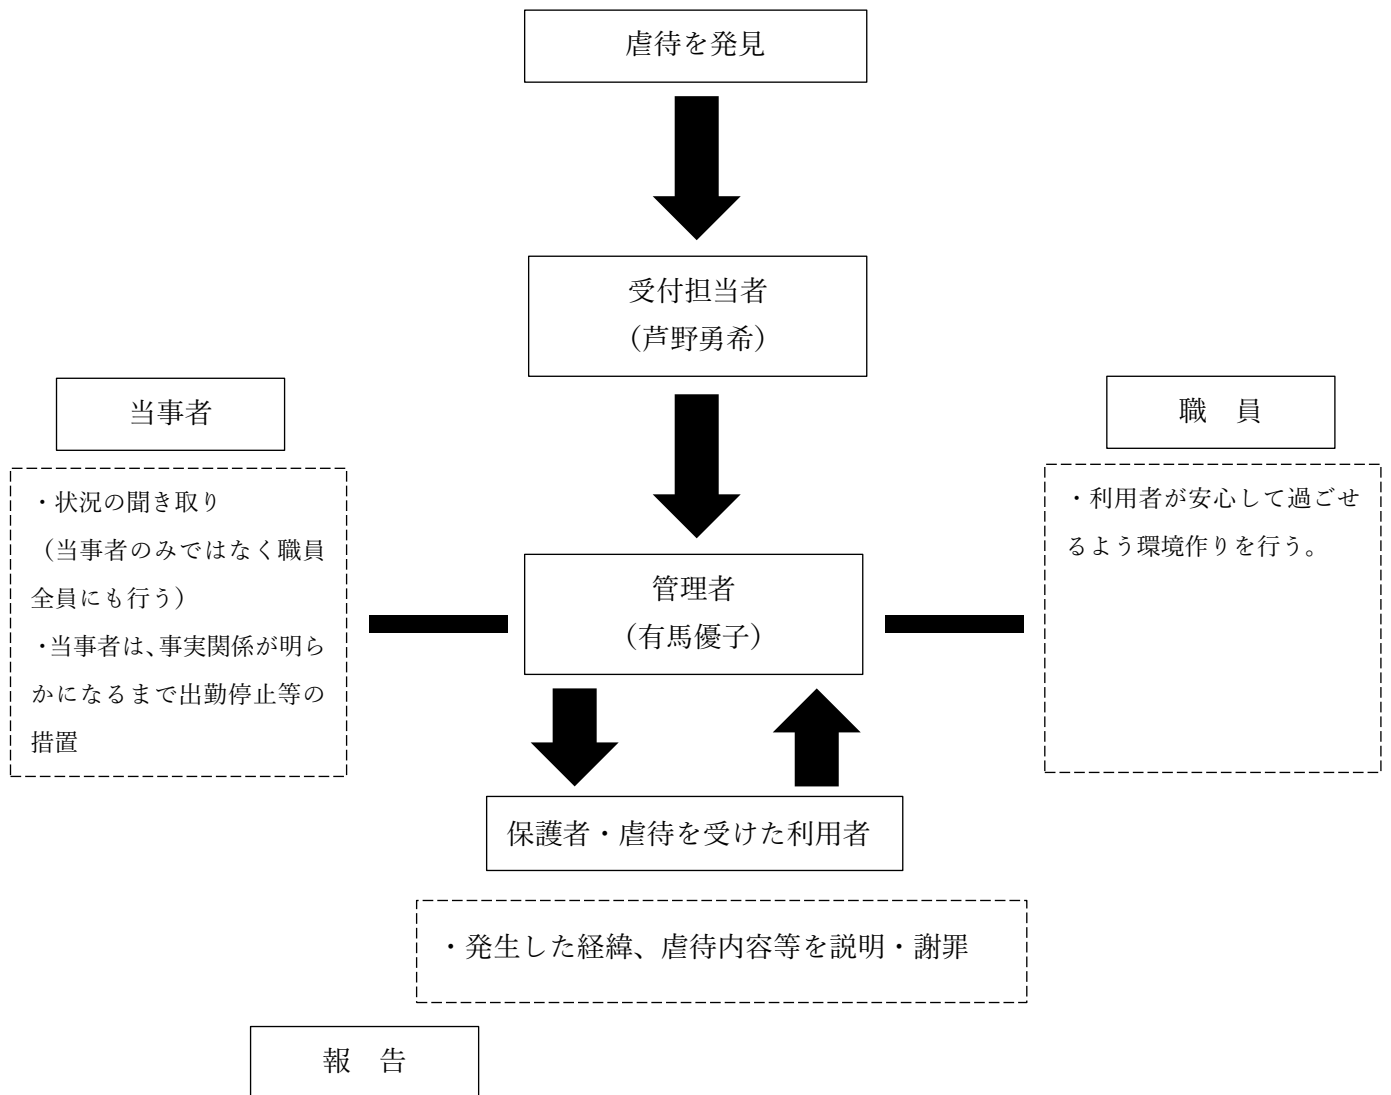 虐待を発見
受付担当者
（芦野勇希）
当事者
職　員
・状況の聞き取り
（当事者のみではなく職員
全員にも行う）
・当事者は、事実関係が明ら
かになるまで出勤停止等の
措置
・利用者が安心して過ごせ
るよう環境作りを行う。
管理者
（有馬優子）
保護者・虐待を受けた利用者
・発生した経緯、虐待内容等を説明・謝罪
報　告